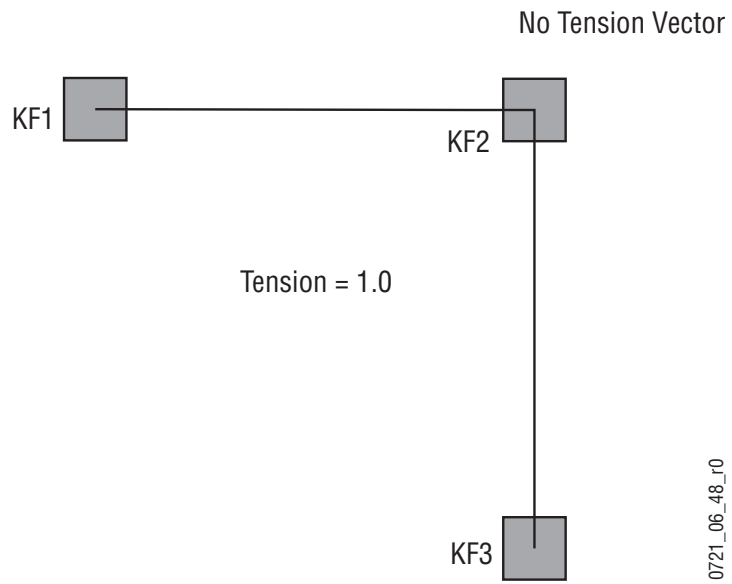 No Tension Vector
KF1
KF2
Tension = 1.0
KF3
0721_06_48_r0